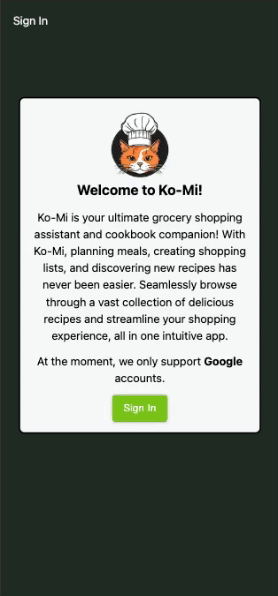 Sign In
Welcome to Ko-Mi!
Ko-Mi is your ultimate grocery shopping
assistant and cookbook companion! With
Ko-Mi, planning meals, creating shopping
lists, and discovering new recipes has
never been easier. Seamlessly browse
through a vast collection of delicious
recipes and streamline your shopping
experience, all in one intuitive app.
At the moment, we only support Google
accounts.
Sign In